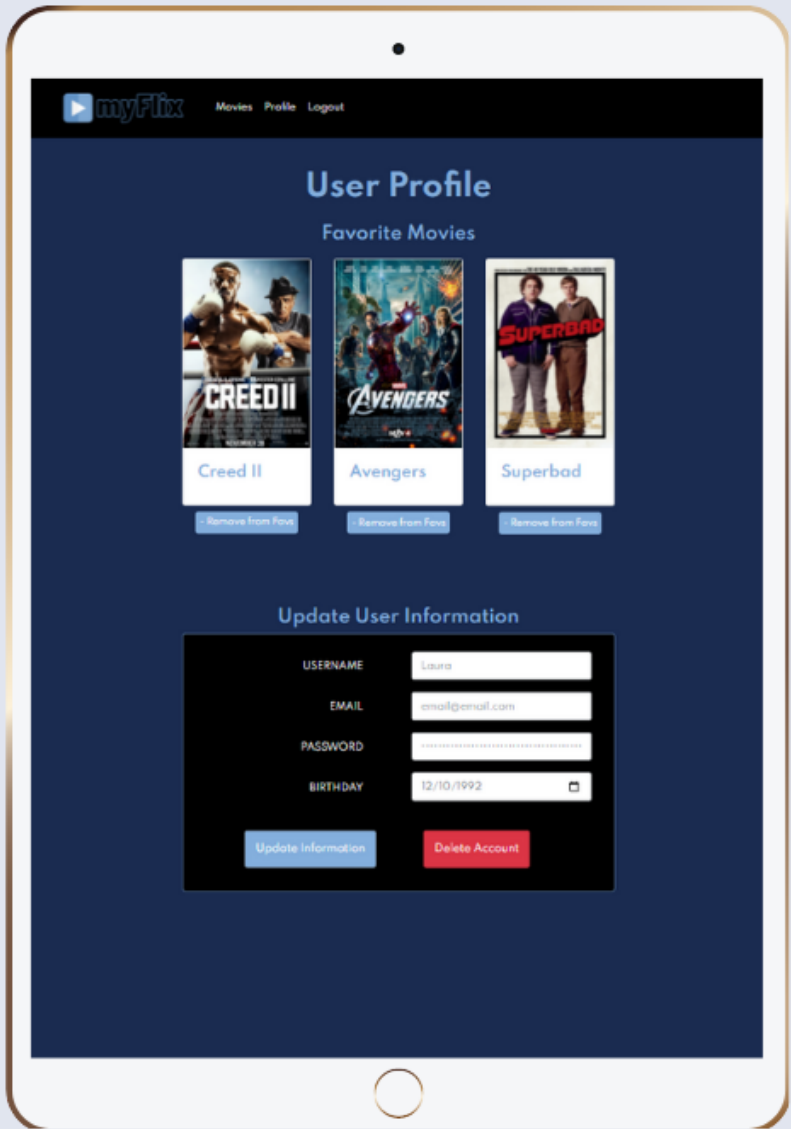 myFlix Movies Profile Logout
User Profile
Favorite Movies
CREED II
NOVEMBER
MARVEL
AVENGERS
SUPERBAD
Creed II Avengers Superbad
- Remove from Favs - Remove from Favs - Remove from Favs
Update User Information
USERNAME Laura
EMAIL email@email.com
PASSWORD
BIRTHDAY 12/10/1992
Update Information Delete Account